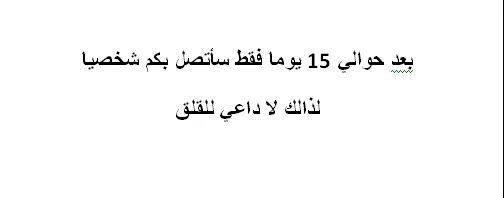 بعد حوالي 15 يوما فقط سأتصل بكم شخصيا
لذالك لا داعي للقلق